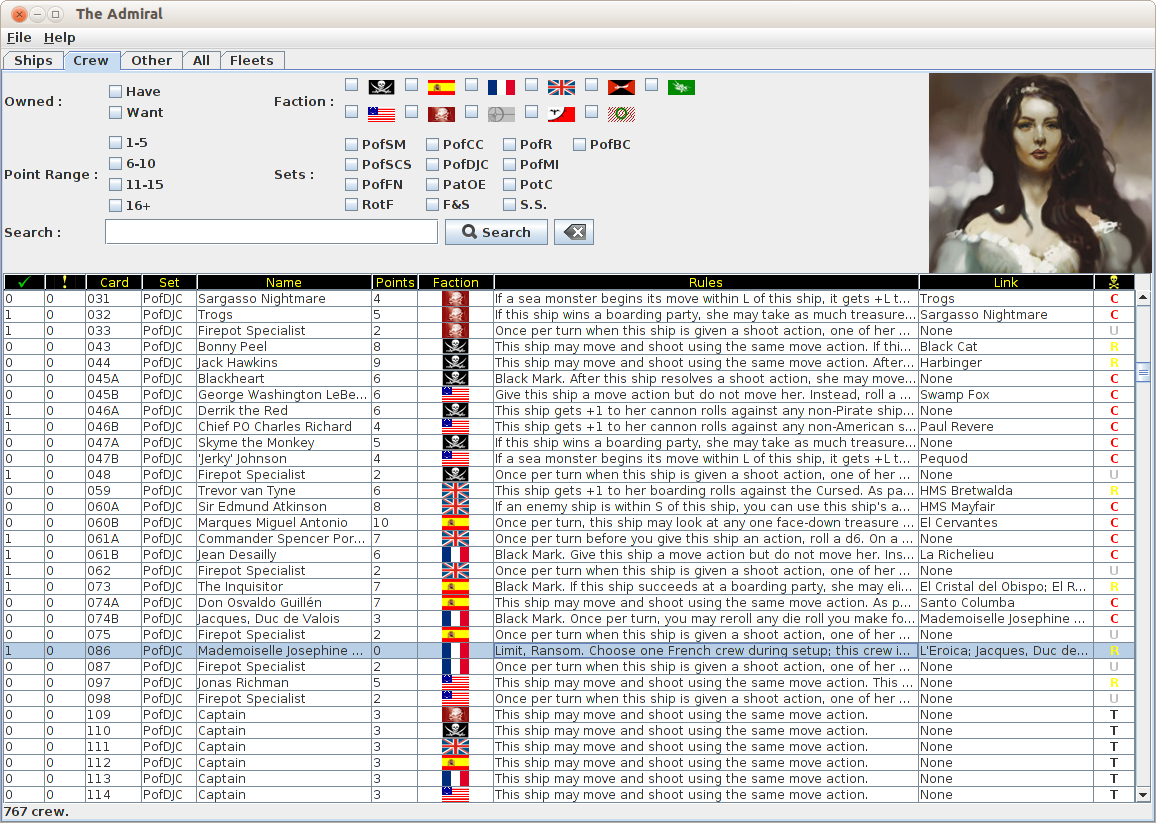 The Admiral
File Help
Ships Crew Other All Fleets
Owned : Have Want
Faction :
Point Range : 1-5 6-10 11-15 16+
Sets : PofSM PofCC PofR PofBC
PofSCS PofDJC PofMI
PofFN PatOE PotC
RotF F&S S.S.
Search : Search
! Card Set Name Points Faction Rules Link
0 0 031 PofDJC Sargasso Nightmare 4 If a sea monster begins its move within L of this ship, it gets +L t... Trogs C
1 0 032 PofDJC Trogs 5 If this ship wins a boarding party, she may take as much treasure... Sargasso Nightmare C
1 0 033 PofDJC Firepot Specialist 2 Once per turn when this ship is given a shoot action, one of her ... None U
0 0 043 PofDJC Bonny Peel 8 This ship may move and shoot using the same move action. If thi... Black Cat R
0 0 044 PofDJC Jack Hawkins 9 This ship may move and shoot using the same move action. After... Harbinger R
0 0 045A PofDJC Blackheart 6 Black Mark. After this ship resolves a shoot action, she may move... None C
0 0 045B PofDJC George Washington LeBe... 6 Give this ship a move action but do not move her. Instead, roll a ... Swamp Fox C
1 0 046A PofDJC Derrik the Red 6 This ship gets +1 to her cannon rolls against any non-Pirate ship... None C
1 0 046B PofDJC Chief PO Charles Richard 4 This ship gets +1 to her cannon rolls against any non-American s... Paul Revere C
0 0 047A PofDJC Skyme the Monkey 5 If this ship wins a boarding party, she may take as much treasure... None C
0 0 047B PofDJC 'Jerky' Johnson 4 If a sea monster begins its move within L of this ship, it gets +L t... Pequod C
1 0 048 PofDJC Firepot Specialist 2 Once per turn when this ship is given a shoot action, one of her ... None U
0 0 059 PofDJC Trevor van Tyne 6 This ship gets +1 to her boarding rolls against the Cursed. As pa... HMS Bretwalda R
0 0 060A PofDJC Sir Edmund Atkinson 8 If an enemy ship is within S of this ship, you can use this ship's a... HMS Mayfair C
0 0 060B PofDJC Marques Miguel Antonio 10 Once per turn, this ship may look at any one face-down treasure ... El Cervantes C
0 0 061A PofDJC Commander Spencer Por... 7 Once per turn before you give this ship an action, roll a d6. On a ... None C
1 0 061B PofDJC Jean Desailly 6 Black Mark. Give this ship a move action but do not move her. Ins... La Richelieu C
1 0 062 PofDJC Firepot Specialist 2 Once per turn when this ship is given a shoot action, one of her ... None U
1 0 073 PofDJC The Inquisitor 7 Black Mark. If this ship succeeds at a boarding party, she may eli... El Cristal del Obispo; El R... R
0 0 074A PofDJC Don Osvaldo Guillén 7 This ship may move and shoot using the same move action. As p... Santo Columba C
0 0 074B PofDJC Jacques, Duc de Valois 3 Black Mark. Once per turn, you may reroll any die roll you make fo... Mademoiselle Josephine ... C
0 0 075 PofDJC Firepot Specialist 2 Once per turn when this ship is given a shoot action, one of her ... None U
1 0 086 PofDJC Mademoiselle Josephine ... 0 Limit, Ransom. Choose one French crew during setup; this crew i... L'Eroica; Jacques, Duc de... R
0 0 087 PofDJC Firepot Specialist 2 Once per turn when this ship is given a shoot action, one of her ... None U
0 0 097 PofDJC Jonas Richman 5 This ship may move and shoot using the same move action. This ... None R
0 0 098 PofDJC Firepot Specialist 2 Once per turn when this ship is given a shoot action, one of her ... None U
0 0 109 PofDJC Captain 3 This ship may move and shoot using the same move action. None T
0 0 110 PofDJC Captain 3 This ship may move and shoot using the same move action. None T
0 0 111 PofDJC Captain 3 This ship may move and shoot using the same move action. None T
0 0 112 PofDJC Captain 3 This ship may move and shoot using the same move action. None T
0 0 113 PofDJC Captain 3 This ship may move and shoot using the same move action. None T
0 0 114 PofDJC Captain 3 This ship may move and shoot using the same move action. None T
767 crew.